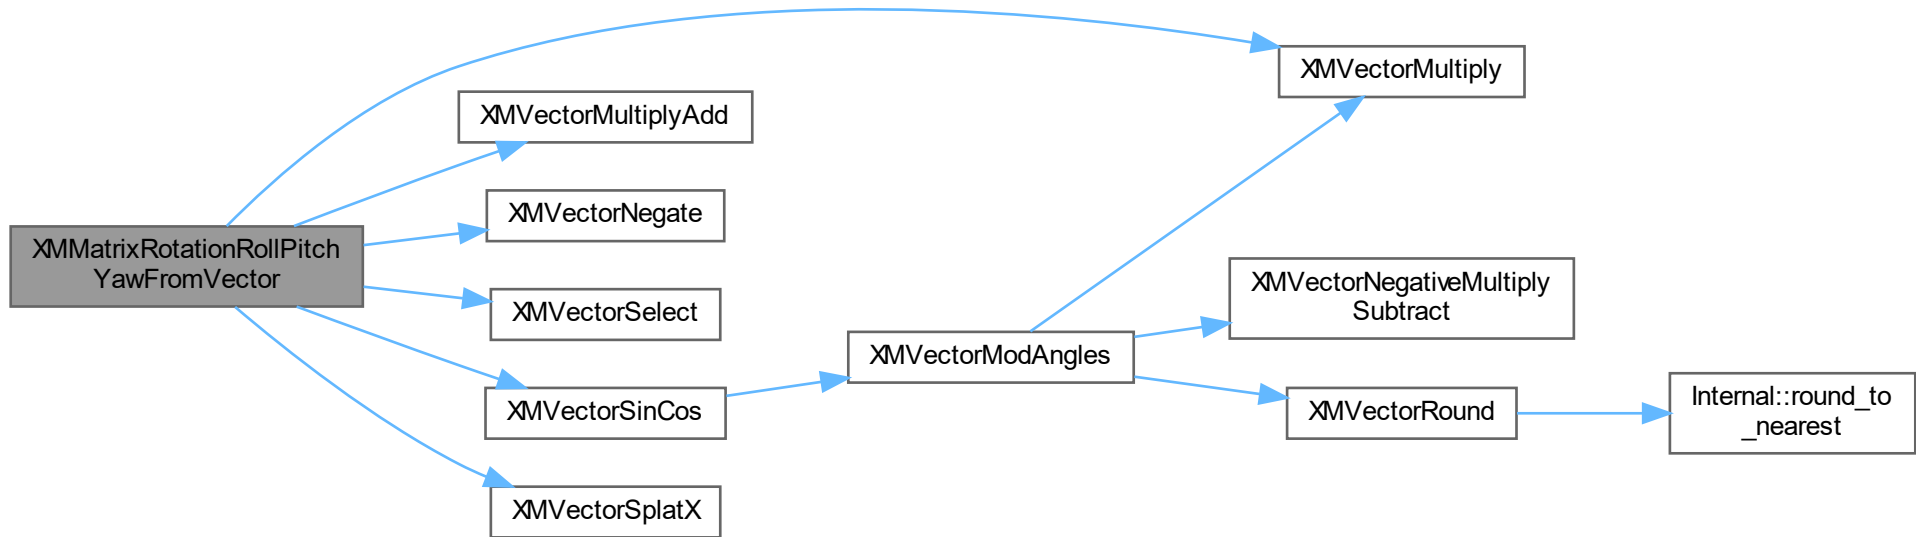 XMVectorMultiply
XMVectorMultiplyAdd
XMVectorNegate
XMMatrixRotationRollPitch
YawFromVector
XMVectorNegativeMultiply
Subtract
XMVectorSelect
XMVectorModAngles
XMVectorSinCos
XMVectorRound
Internal::round_to
_nearest
XMVectorSplatX